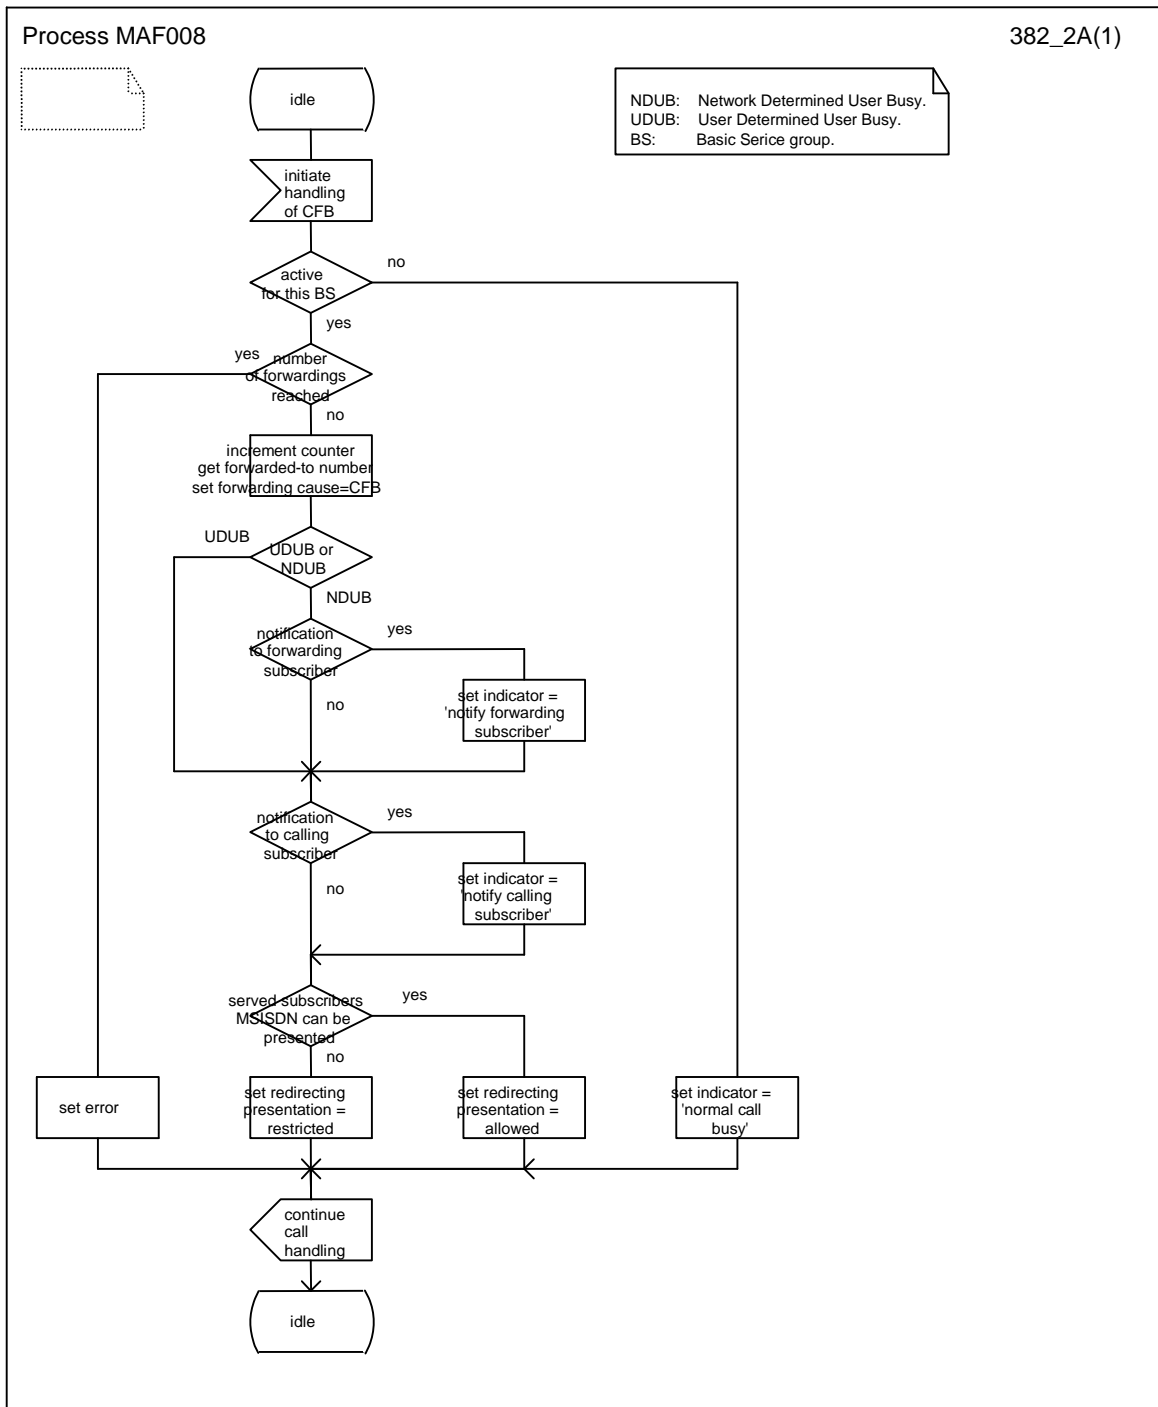 Process MAF008
382_2A(1)
idle
NDUB: Network Determined User Busy.
UDUB: User Determined User Busy.
BS: Basic Serice group.
initiate
handling
of CFB
active
for this BS
no
yes
number
of forwardings
reached
yes
no
increment counter
get forwarded-to number
set forwarding cause=CFB
UDUB
UDUB or
NDUB
NDUB
notification
to forwarding
subscriber
yes
no
set indicator =
'notify forwarding
subscriber'
notification
to calling
subscriber
yes
no
set indicator =
'notify calling
subscriber'
served subscribers
MSISDN can be
presented
yes
no
set error
set redirecting
presentation =
restricted
set redirecting
presentation =
allowed
set indicator =
'normal call
busy'
continue
call
handling
idle